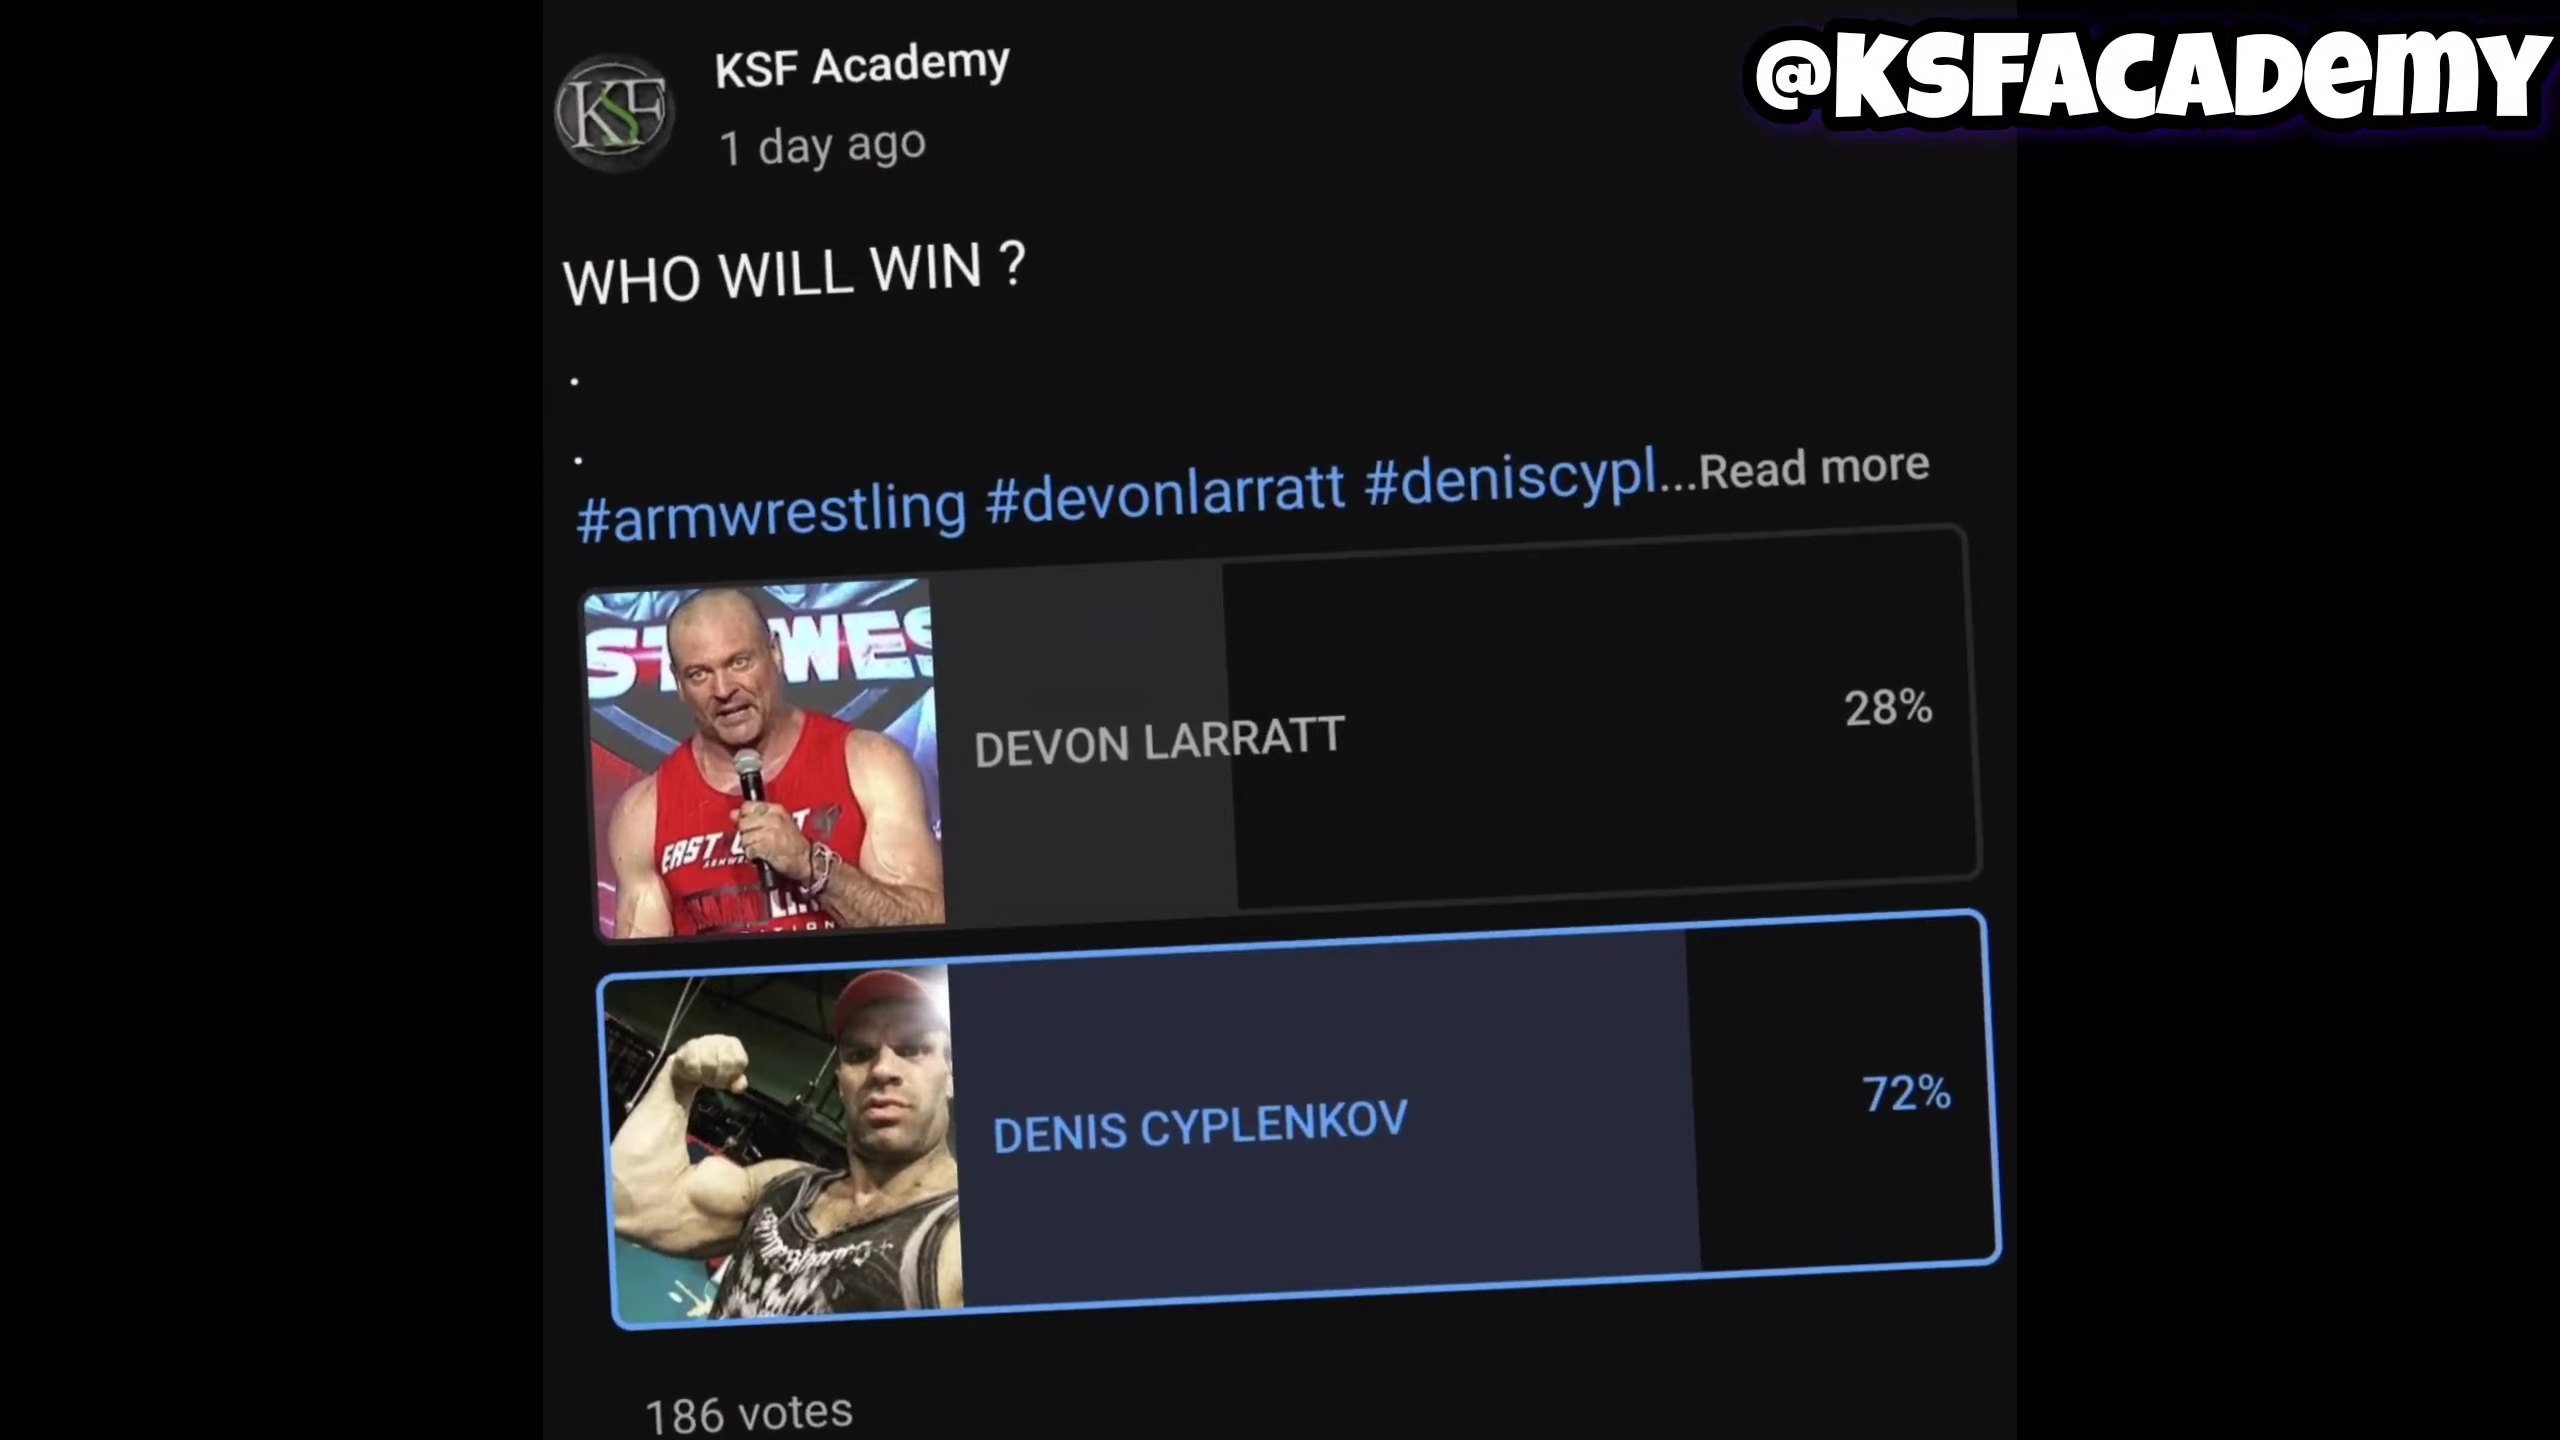 @KSFACADEMY
KSF
KSF Academy
1 day ago
WHO WILL WIN ?
.
.
#armwrestling #devonlarratt #deniscypl...Read more
DEVON LARRATT
28%
DENIS CYPLENKOV
72%
186 votes